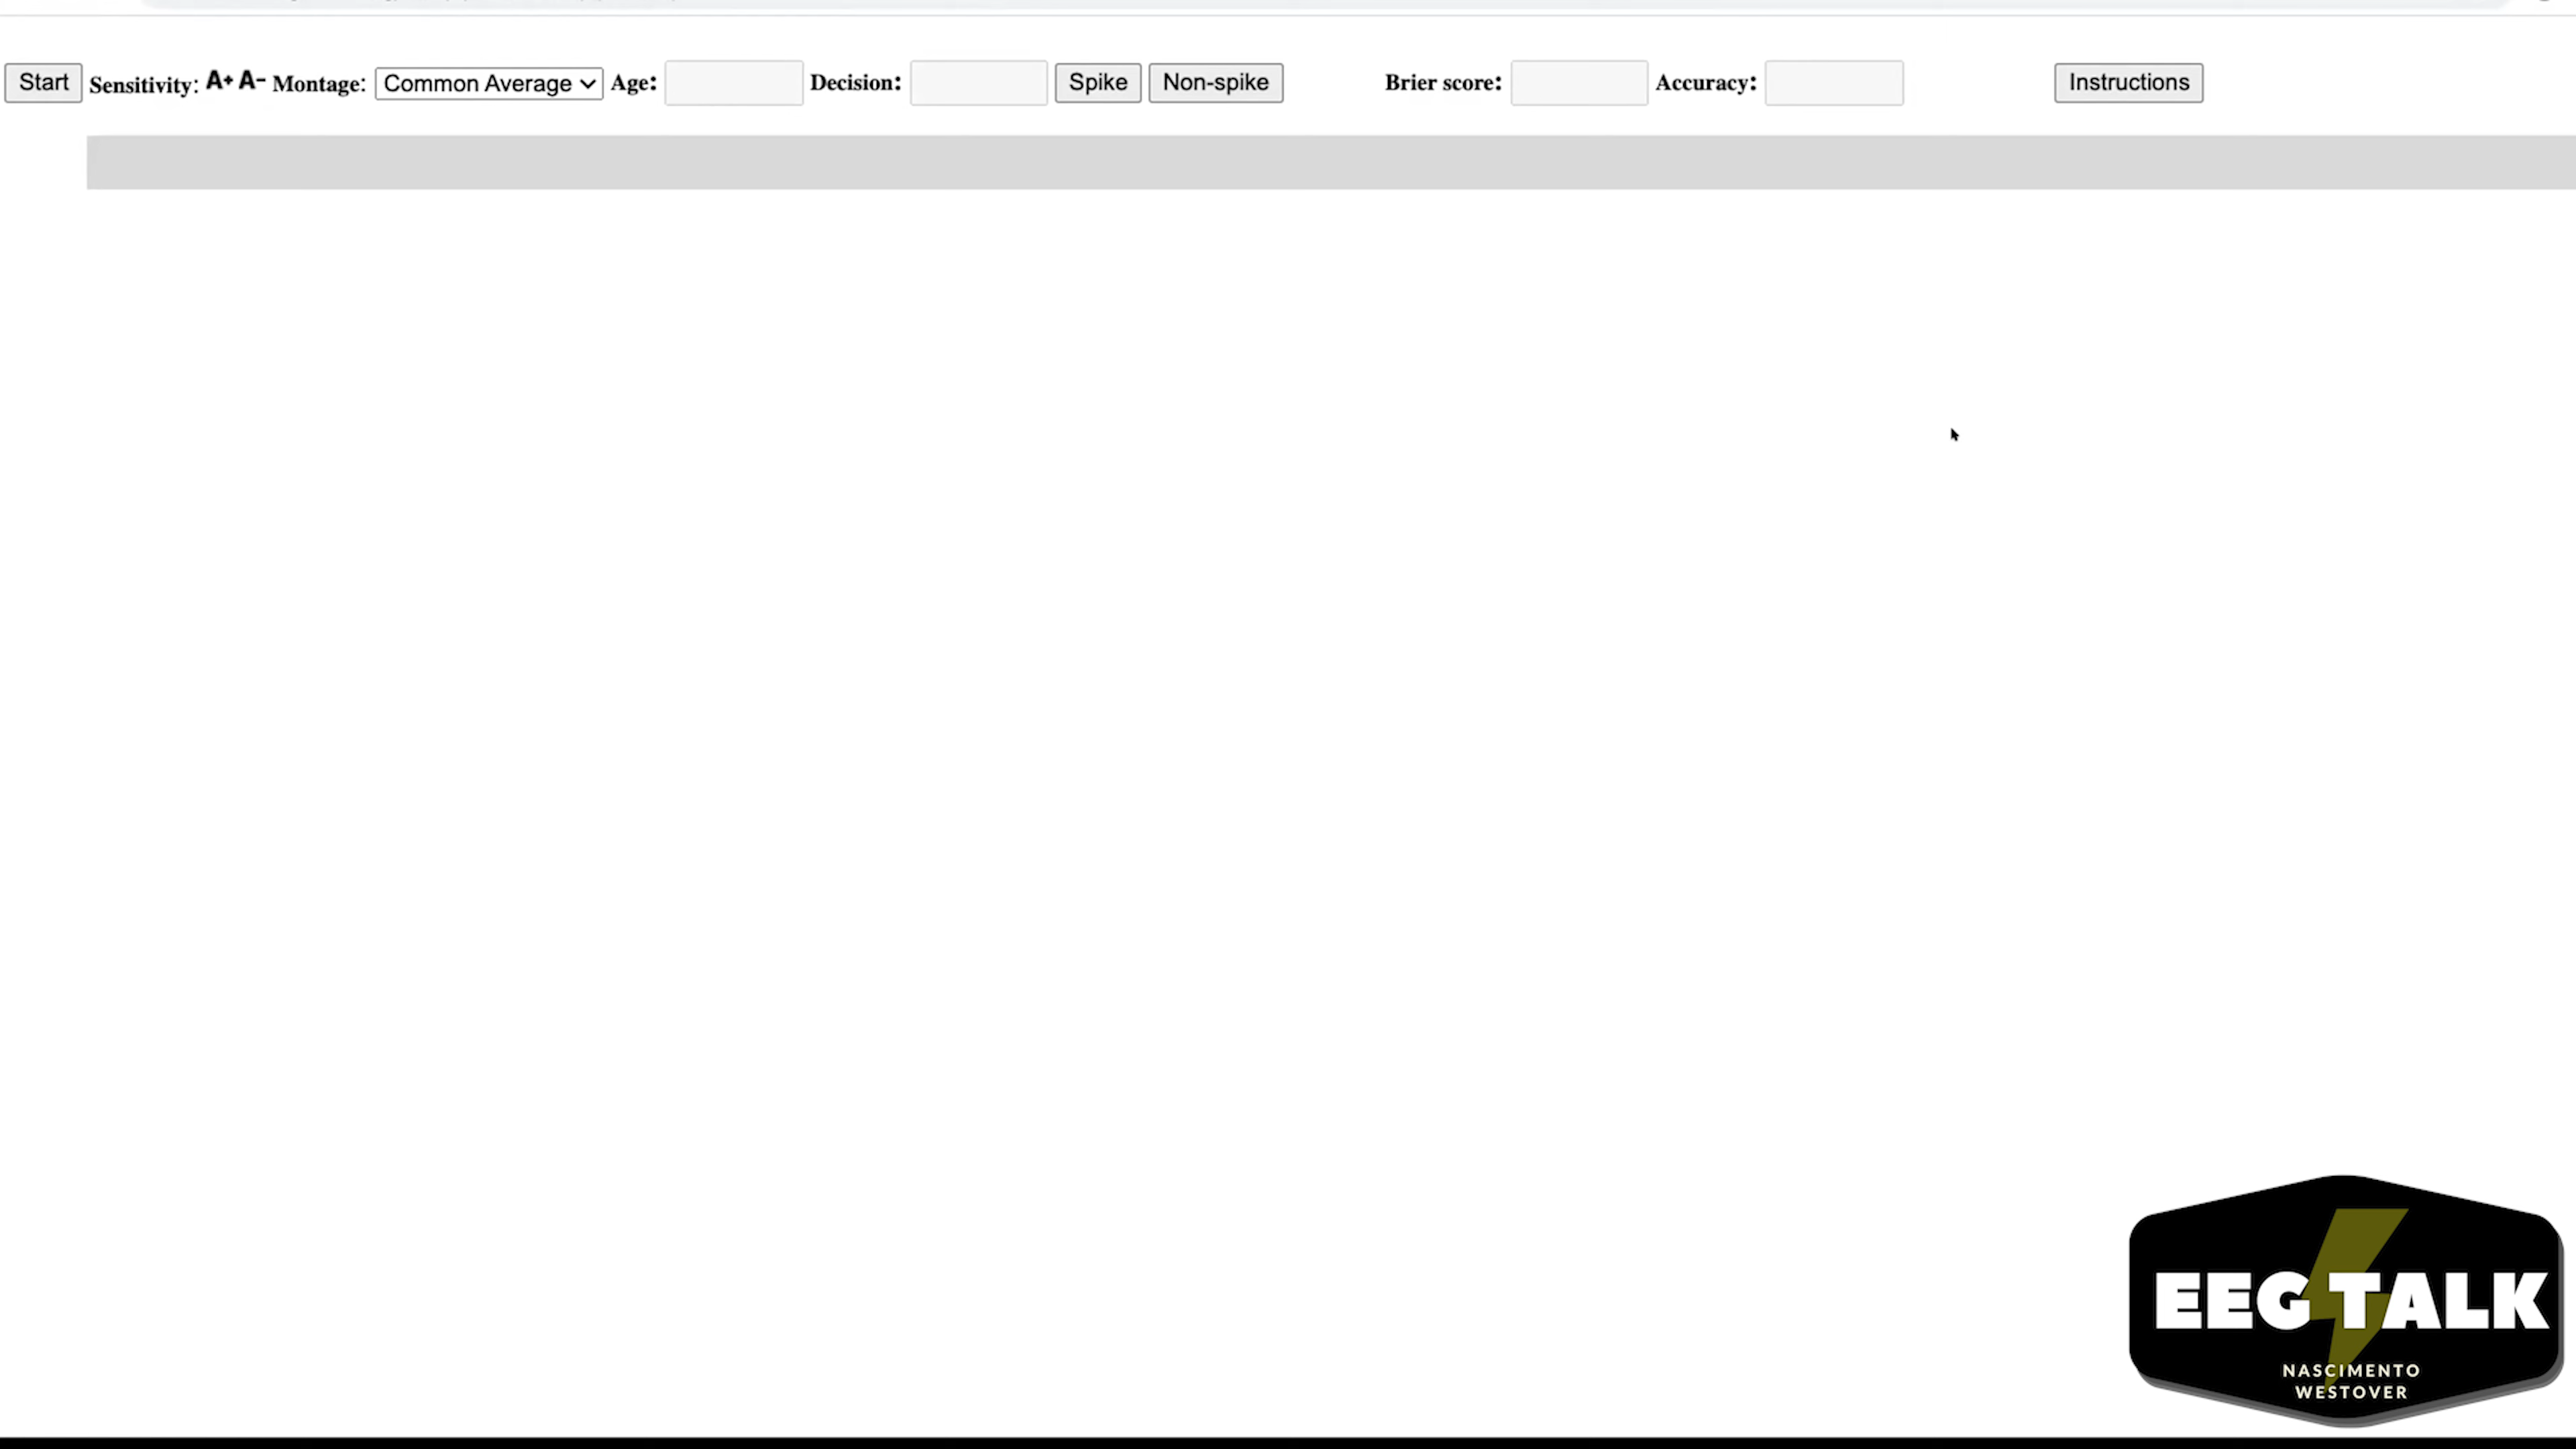 Start Sensitivity: A+ A- Montage: Common Average Age: Decision: Spike Non-spike Brier score: Accuracy: Instructions
EEG TALK
NASCIMENTO
WESTOVER